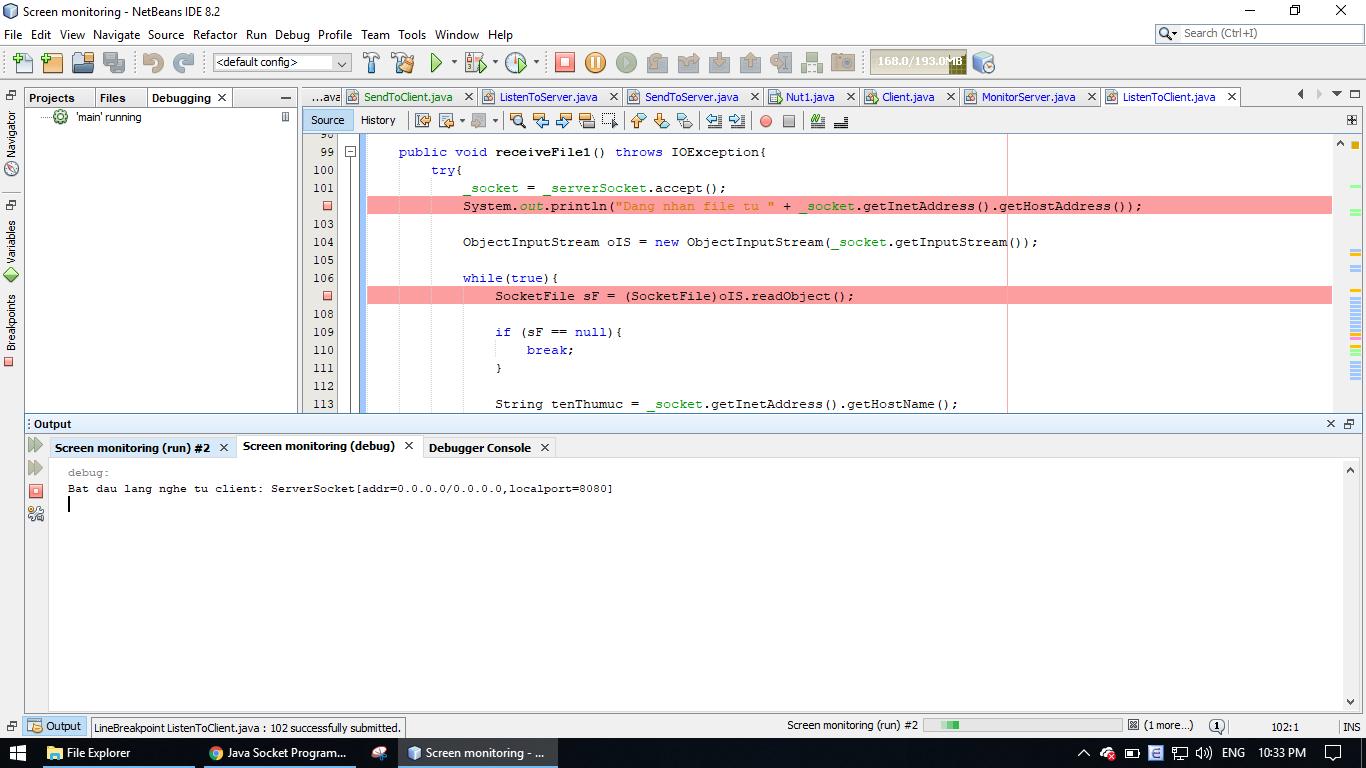 Screen monitoring - NetBeans IDE 8.2
File Edit View Navigate Source Refactor Run Debug Profile Team Tools Window Help
Search (Ctrl+I)
<default config>
168.0/193.0MB
Projects Files Debugging
...ava SendToClient.java ListenToServer.java SendToServer.java Nut1.java Client.java MonitorServer.java ListenToClient.java
'main' running
Navigator
Variables
Breakpoints
Source History
98
99 public void receiveFile1() throws IOException{
100 try{
101 _socket = _serverSocket.accept();
System.out.println("Dang nhan file tu " + _socket.getInetAddress().getHostAddress());
103
104 ObjectInputStream oIS = new ObjectInputStream(_socket.getInputStream());
105
106 while(true){
SocketFile sF = (SocketFile)oIS.readObject();
108
109 if (sF == null){
110 break;
111 }
112
113 String tenThumuc = _socket.getInetAddress().getHostName();
Output
Screen monitoring (run) #2 Screen monitoring (debug) Debugger Console
debug:
Bat dau lang nghe tu client: ServerSocket[addr=0.0.0.0/0.0.0.0,localport=8080]
Output LineBreakpoint ListenToClient.java : 102 successfully submitted. Screen monitoring (run) #2 (1 more...) 1 102:1 INS
File Explorer Java Socket Program... Screen monitoring - ... ENG 10:33 PM